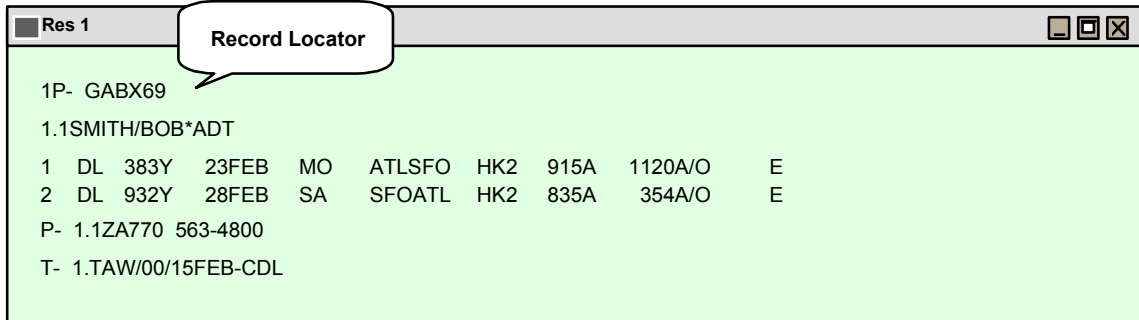 Res 1
Record Locator
1P- GABX69
1.1SMITH/BOB*ADT
1 DL 383Y 23FEB MO ATLSFO HK2 915A 1120A/O E
2 DL 932Y 28FEB SA SFOATL HK2 835A 354A/O E
P- 1.1ZA770 563-4800
T- 1.TAW/00/15FEB-CDL